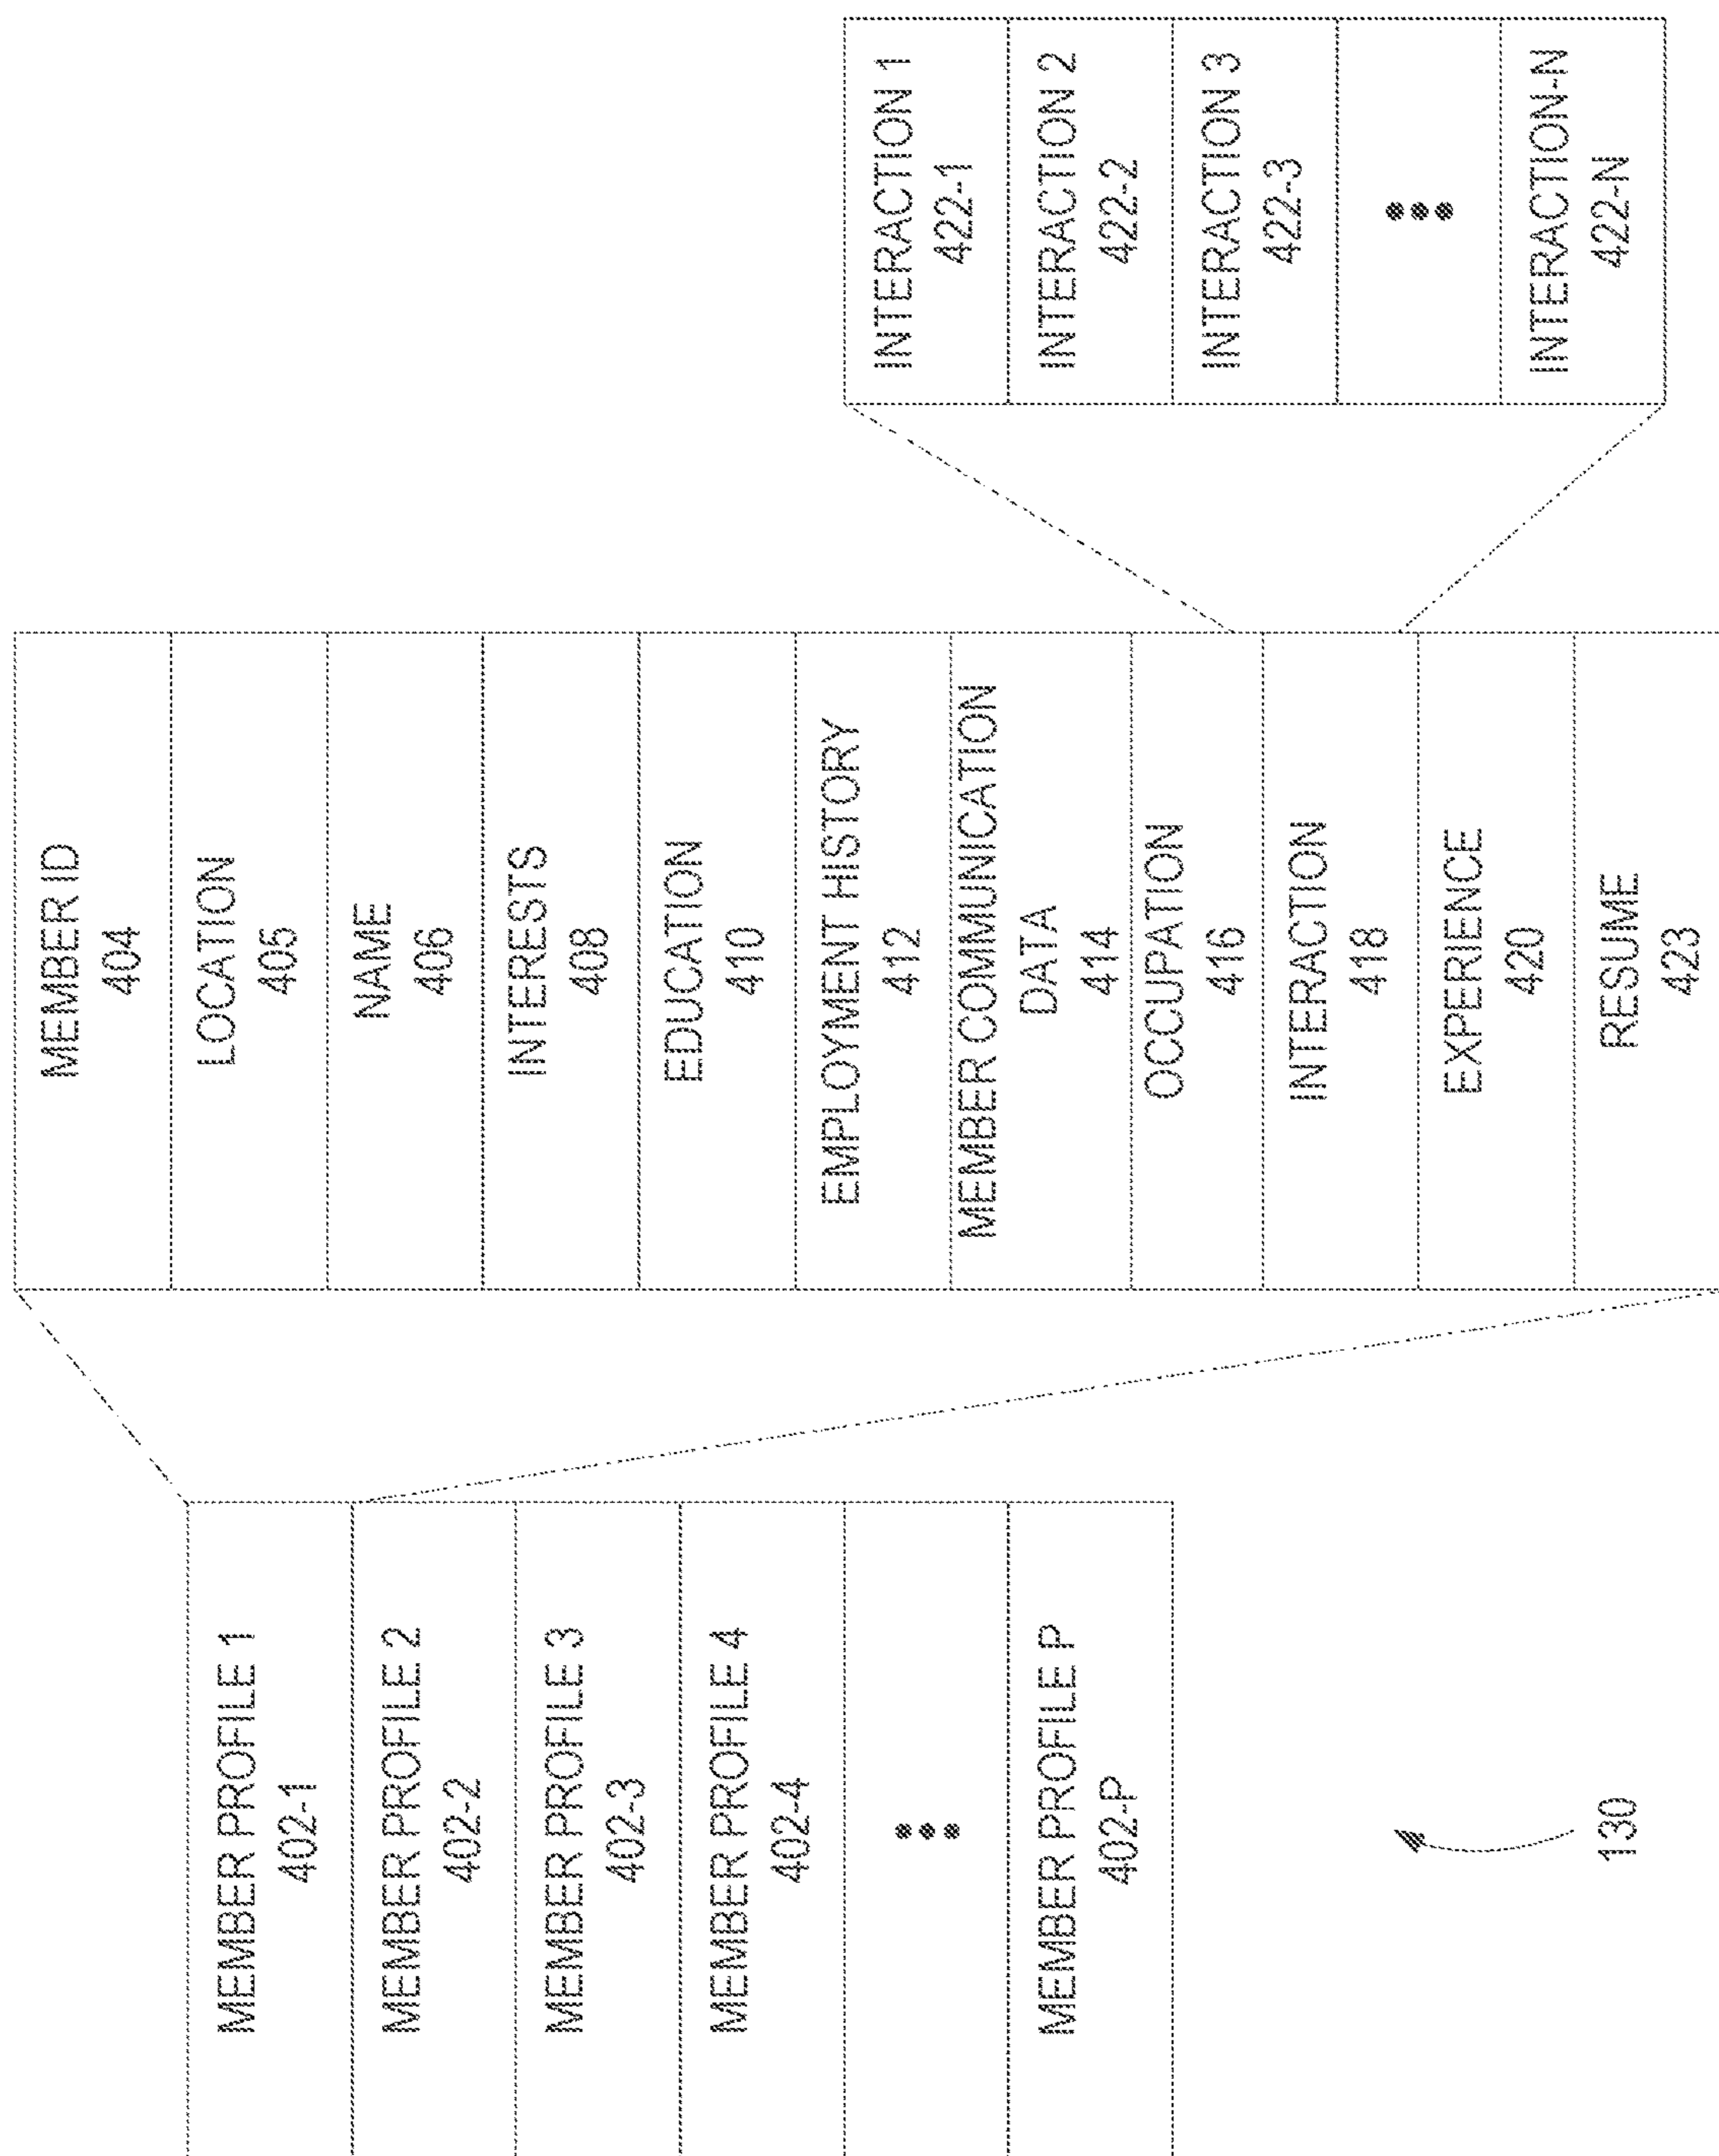 MEMBER PROFILE 1
402-1
MEMBER PROFILE 2
402-2
MEMBER PROFILE 3
402-3
MEMBER PROFILE 4
402-4
MEMBER PROFILE P
402-P
130
MEMBER ID
404
LOCATION
405
NAME
406
INTERESTS
408
EDUCATION
410
EMPLOYMENT HISTORY
412
MEMBER COMMUNICATION
DATA
414
OCCUPATION
416
INTERACTION
418
EXPERIENCE
420
RESUME
423
INTERACTION 1
422-1
INTERACTION 2
422-2
INTERACTION 3
422-3
INTERACTION-N
422-N